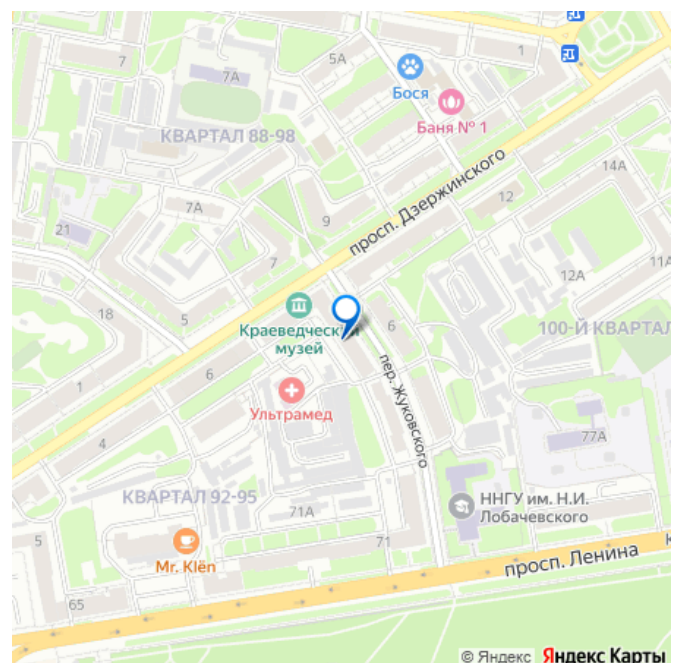 7
5А
1
7А
Бося
Баня № 1
КВАРТАЛ 88-98
просп. Дзержинского
14А
7А
9
12
21
7
12А
11А
18
5
Краеведческий
музей
6
100-Й КВАРТАЛ
1
6
пер. Жуковского
Ультрамед
4
77А
КВАРТАЛ 92-95
ННГУ им. Н.И.
Лобачевского
71А
5
Mr. Klёn
71
просп. Ленина
65
© Яндекс Яндекс Карты